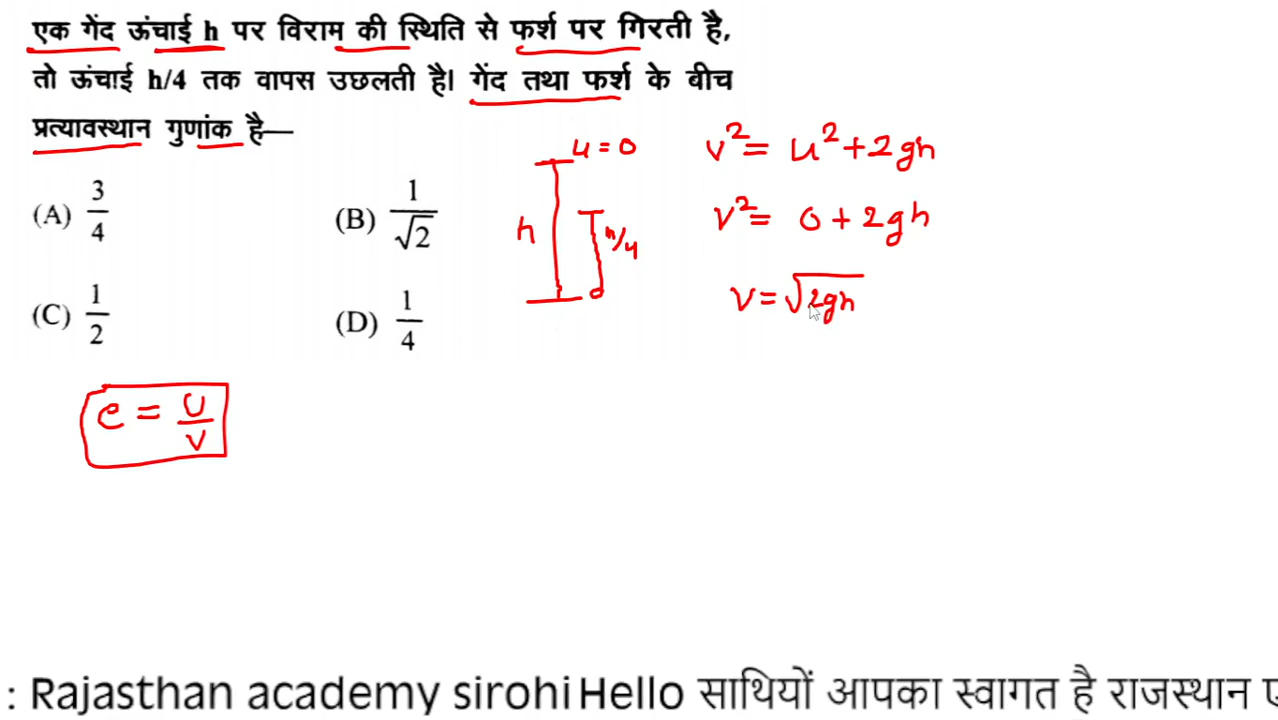 एक गेंद ऊंचाई h पर विराम की स्थिति से फर्श पर गिरती है,
तो ऊंचाई h/4 तक वापस उछलती है। गेंद तथा फर्श के बीच
प्रत्यावस्थान गुणांक है—
(A) 3/4
(B) 1/√2
(C) 1/2
(D) 1/4
u = 0
h
h/4
v² = u² + 2gh
v² = 0 + 2gh
v = √2gh
e = u/v
: Rajasthan academy sirohi Hello साथियों आपका स्वागत है राजस्थान ए